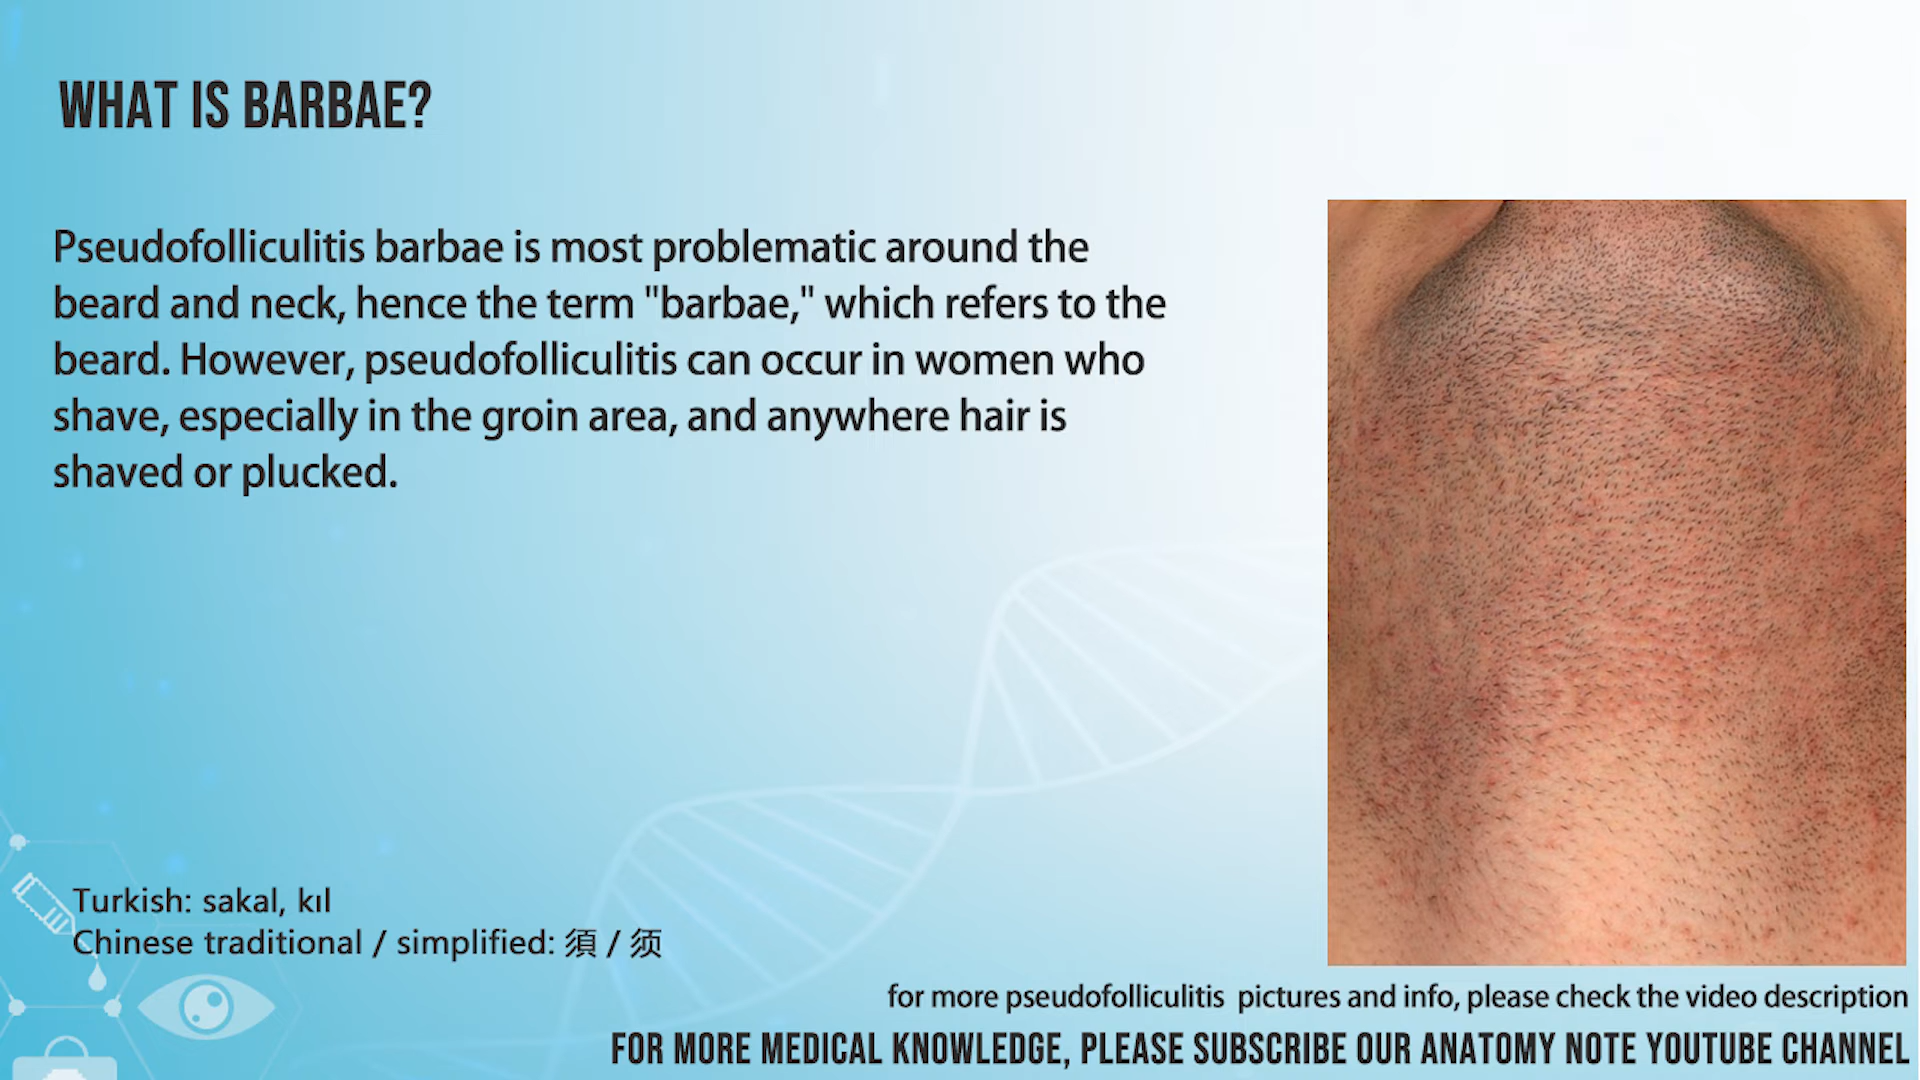 WHAT IS BARBAE?
Pseudofolliculitis barbae is most problematic around the
beard and neck, hence the term "barbae," which refers to the
beard. However, pseudofolliculitis can occur in women who
shave, especially in the groin area, and anywhere hair is
shaved or plucked.
Turkish: sakal, kıl
Chinese traditional / simplified: 須 / 须
for more pseudofolliculitis pictures and info, please check the video description
FOR MORE MEDICAL KNOWLEDGE, PLEASE SUBSCRIBE OUR ANATOMY NOTE YOUTUBE CHANNEL